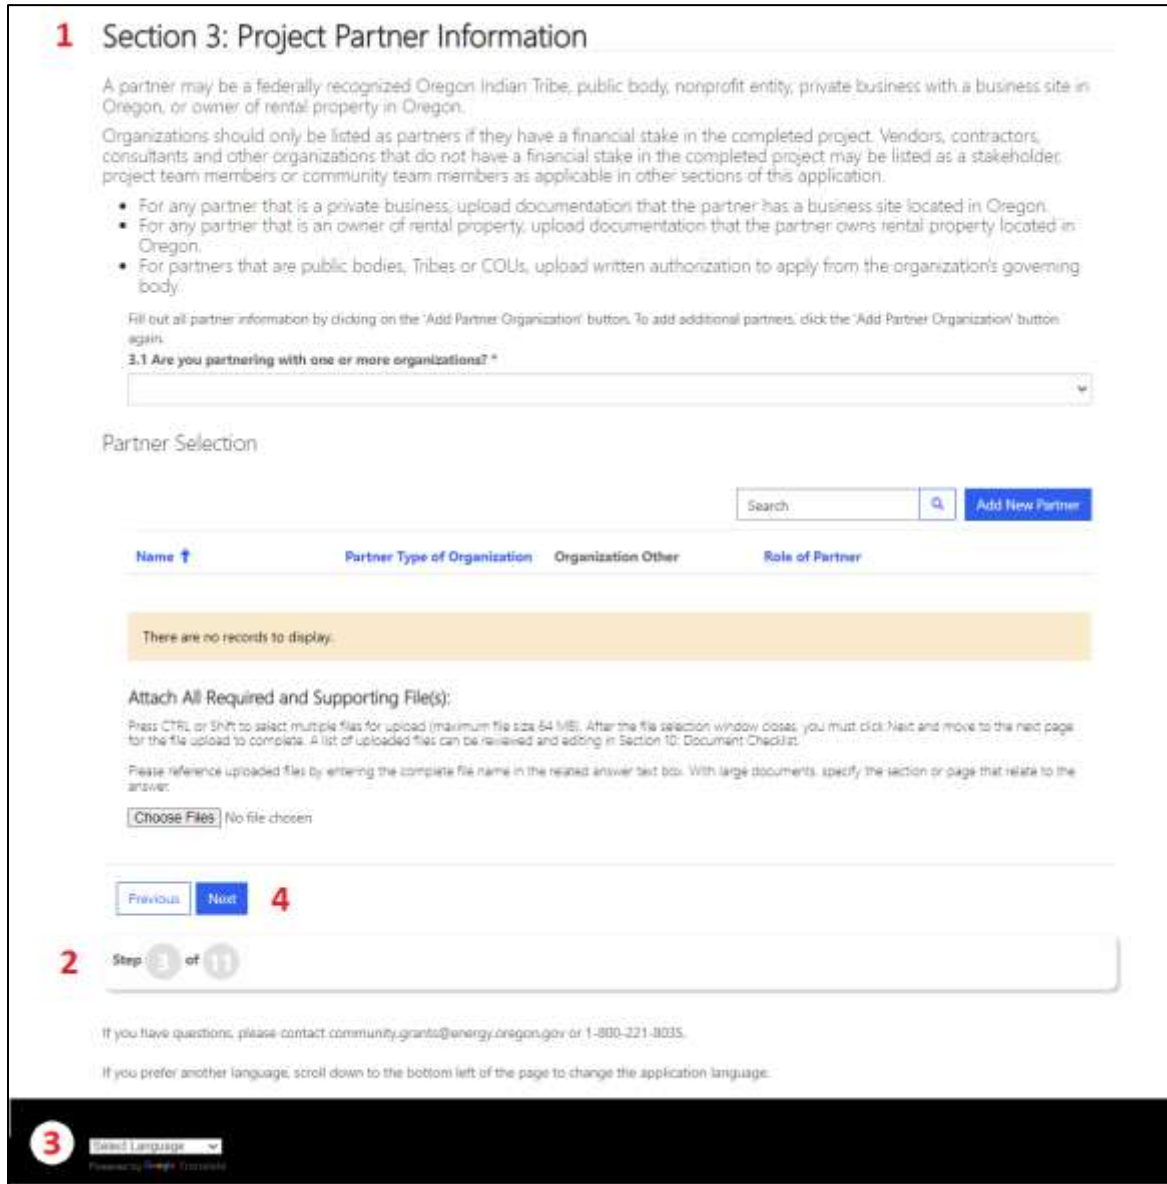 1 Section 3: Project Partner Information
A partner may be a federally recognized Oregon Indian Tribe, public body, nonprofit entity, private business with a business site in
Oregon, or owner of rental property in Oregon.
Organizations should only be listed as partners if they have a financial stake in the completed project. Vendors, contractors,
consultants and other organizations that do not have a financial stake in the completed project may be listed as a stakeholder,
project team members or community team members as applicable in other sections of this application.
• For any partner that is a private business, upload documentation that the partner has a business site located in Oregon.
• For any partner that is an owner of rental property, upload documentation that the partner owns rental property located in
Oregon.
• For partners that are public bodies, Tribes or COUs, upload written authorization to apply from the organization's governing
body.
Fill out all partner information by clicking on the 'Add Partner Organization' button. To add additional partners, click the 'Add Partner Organization' button
again.
3.1 Are you partnering with one or more organizations? *
Partner Selection
Search Add New Partner
Name Partner Type of Organization Organization Other Role of Partner
There are no records to display.
Attach All Required and Supporting File(s):
Press CTRL or Shift to select multiple files for upload (maximum file size 64 MB). After the file selection window closes, you must click Next and move to the next page
for the file upload to complete. A list of uploaded files can be reviewed and editing in Section 10: Document Checklist.
Please reference uploaded files by entering the complete file name in the related answer text box. With large documents, specify the section or page that relate to the
answer.
Choose Files No file chosen
Previous Next 4
2 Step 3 of 11
If you have questions, please contact community.grants@energy.oregon.gov or 1-800-221-8035.
If you prefer another language, scroll down to the bottom left of the page to change the application language.
3 Select Language
Powered by Google Translate